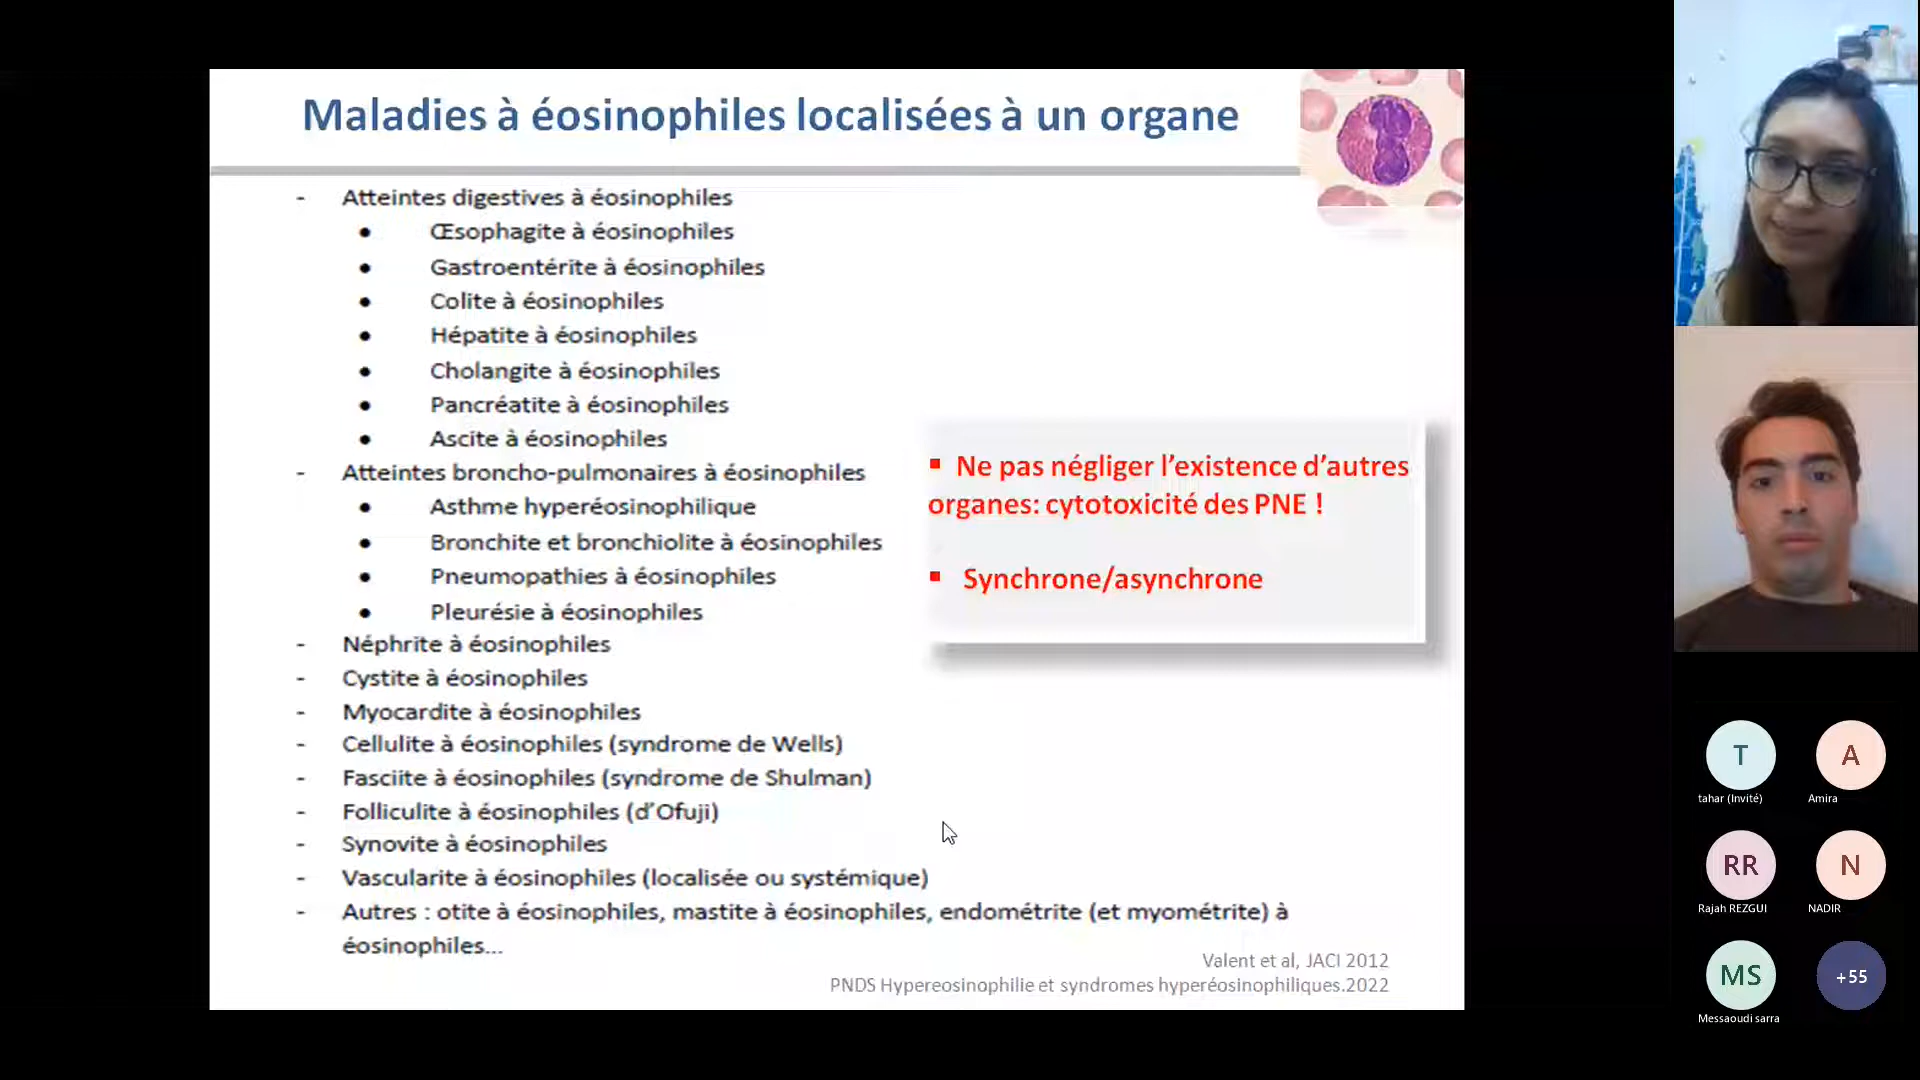 Maladies à éosinophiles localisées à un organe
- Atteintes digestives à éosinophiles
● Œsophagite à éosinophiles
● Gastroentérite à éosinophiles
● Colite à éosinophiles
● Hépatite à éosinophiles
● Cholangite à éosinophiles
● Pancréatite à éosinophiles
● Ascite à éosinophiles
- Atteintes broncho-pulmonaires à éosinophiles
● Asthme hyperéosinophilique
● Bronchite et bronchiolite à éosinophiles
● Pneumopathies à éosinophiles
● Pleurésie à éosinophiles
- Néphrite à éosinophiles
- Cystite à éosinophiles
- Myocardite à éosinophiles
- Cellulite à éosinophiles (syndrome de Wells)
- Fasciite à éosinophiles (syndrome de Shulman)
- Folliculite à éosinophiles (d'Ofuji)
- Synovite à éosinophiles
- Vascularite à éosinophiles (localisée ou systémique)
- Autres : otite à éosinophiles, mastite à éosinophiles, endométrite (et myométrite) à
éosinophiles...
▪ Ne pas négliger l'existence d'autres
organes: cytotoxicité des PNE !
▪ Synchrone/asynchrone
Valent et al, JACI 2012
PNDS Hypereosinophilie et syndromes hyperéosinophiliques.2022
T
tahar (Invité)
A
Amira
RR
Rajah REZGUI
N
NADIR
MS
Messaoudi sarra
+55